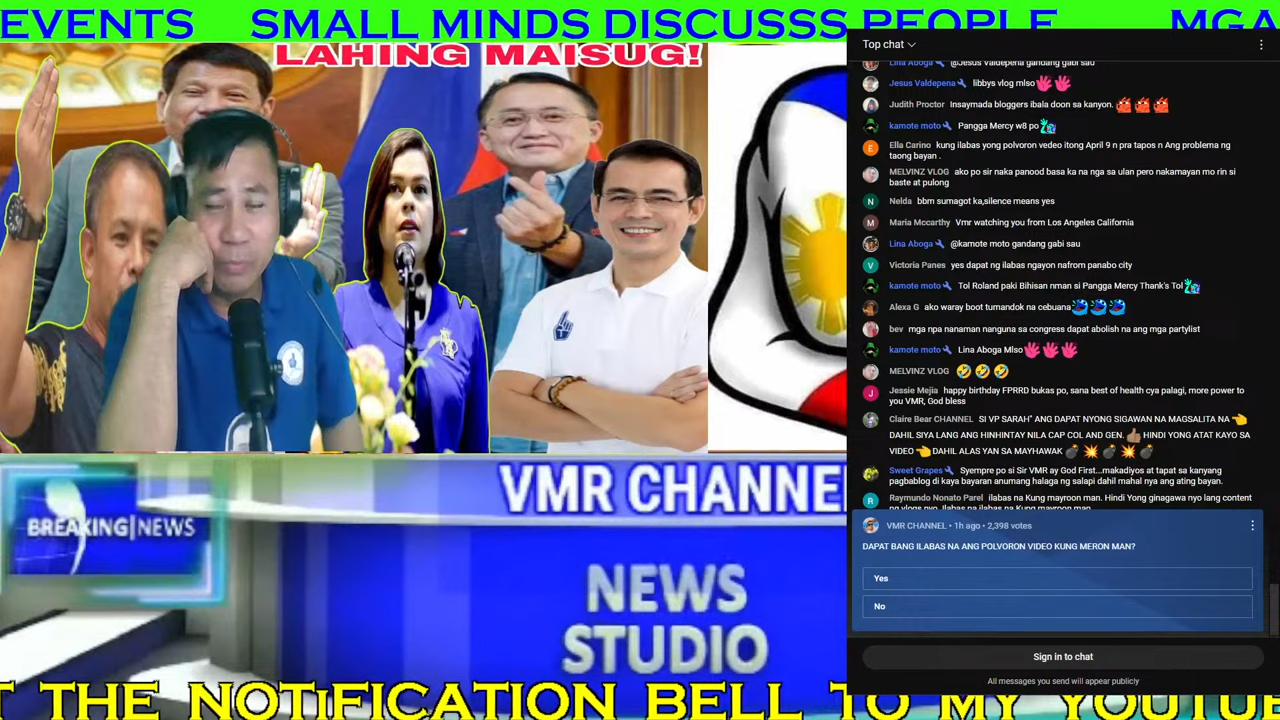 EVENTS SMALL MINDS DISCUSSS PEOPLE MGA
LAHING MAISUG!
VMR CHANNE
BREAKING|NEWS
NEWS
STUDIO
T THE NOTIFICATION BELL TO MY YOUTUB
Top chat
Lina Aboga @Jesus Valdepena gandang gabi sau
Jesus Valdepena libbys vlog mlso
Judith Proctor Insaymada bloggers ibala doon sa kanyon.
kamote moto Pangga Mercy w8 po
Ella Carino kung ilabas yong polvoron vedeo itong April 9 n pra tapos n Ang problema ng
taong bayan .
MELVINZ VLOG ako po sir naka panood basa ka na nga sa ulan pero nakamayan mo rin si
baste at pulong
Nelda bbm sumagot ka,silence means yes
M Maria Mccarthy Vmr watching you from Los Angeles California
Lina Aboga @kamote moto gandang gabi sau
V Victoria Panes yes dapat ng ilabas ngayon nafrom panabo city
kamote moto Tol Roland paki Bihisan nman si Pangga Mercy Thank's Tol
Alexa G ako waray boot tumandok na cebuana
bev mga npa nanaman nanguna sa congress dapat abolish na ang mga partylist
kamote moto Lina Aboga Mlso
MELVINZ VLOG
J Jessie Mejia happy birthday FPRRD bukas po, sana best of health cya palagi, more power to
you VMR, God bless
Claire Bear CHANNEL SI VP SARAH" ANG DAPAT NYONG SIGAWAN NA MAGSALITA NA
DAHIL SIYA LANG ANG HINHINTAY NILA CAP COL AND GEN. HINDI YONG ATAT KAYO SA
VIDEO DAHIL ALAS YAN SA MAYHAWAK
Sweet Grapes Syempre po si Sir VMR ay God First...makadiyos at tapat sa kanyang
pagbablog di kaya bayaran anumang halaga ng salapi dahil mahal nya ang ating bayan.
R Raymundo Nonato Parel ilabas na Kung mayroon man. Hindi Yong ginagawa nyo lang content
ng vlogs nyo. Ilabas na ilabas na Kung mayroon man
VMR CHANNEL • 1h ago • 2,398 votes
DAPAT BANG ILABAS NA ANG POLVORON VIDEO KUNG MERON MAN?
Yes
No
Sign in to chat
All messages you send will appear publicly